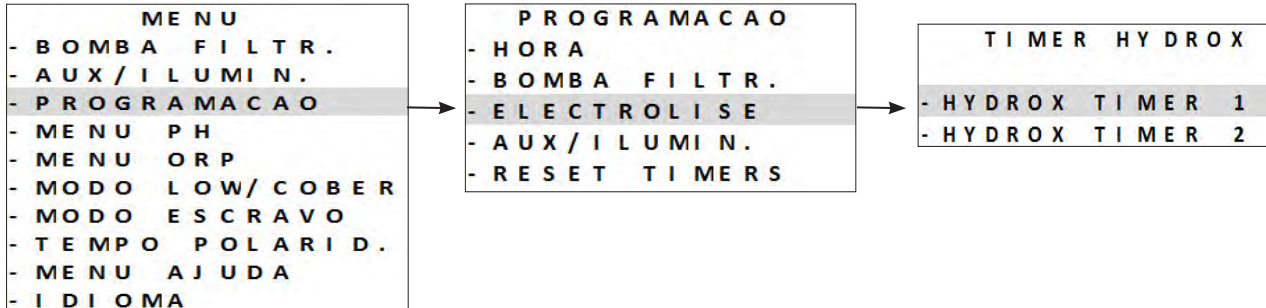 MENU
- BOMBA FILTR.
- AUX/ILUMIN.
- PROGRAMACAO
- MENU PH
- MENU ORP
- MODO LOW/COBER
- MODO ESCRAVO
- TEMPO POLARID.
- MENU AJUDA
- IDIOMA
PROGRAMACAO
- HORA
- BOMBA FILTR.
- ELECTROLISE
- AUX/ILUMIN.
- RESET TIMERS
TIMER HYDROX
- HYDROX TIMER 1
- HYDROX TIMER 2